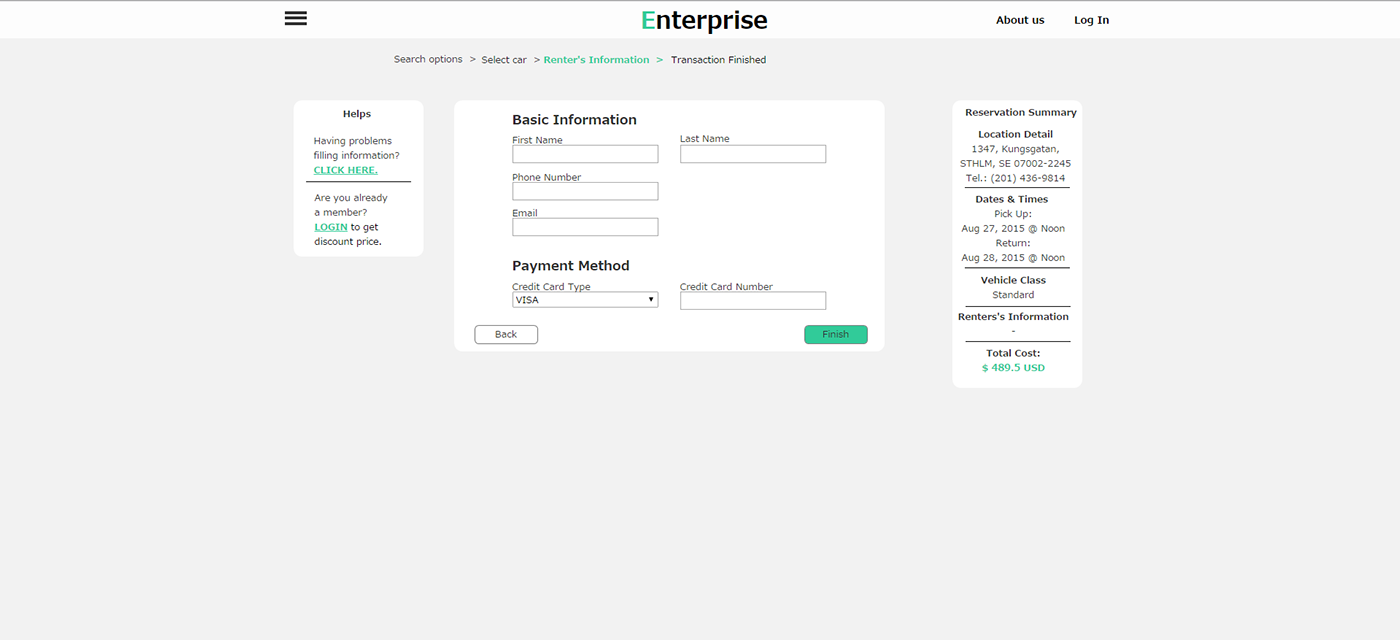 Enterprise
About us
Log In
Search options > Select car > Renter's Information > Transaction Finished
Helps
Having problems
filling information?
CLICK HERE.
Are you already
a member?
LOGIN to get
discount price.
Basic Information
First Name
Last Name
Phone Number
Email
Payment Method
Credit Card Type
Credit Card Number
VISA
Back
Finish
Reservation Summary
Location Detail
1347, Kungsgatan,
STHLM, SE 07002-2245
Tel.: (201) 436-9814
Dates & Times
Pick Up:
Aug 27, 2015 @ Noon
Return:
Aug 28, 2015 @ Noon
Vehicle Class
Standard
Renters's Information
-
Total Cost:
$ 489.5 USD